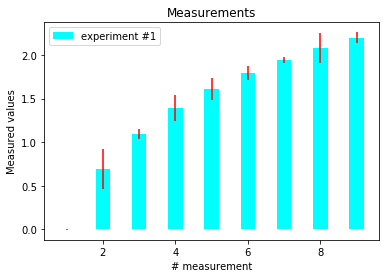 Measurements
experiment #1
Measured values
2.0
1.5
1.0
0.5
0.0
2 4 6 8
# measurement